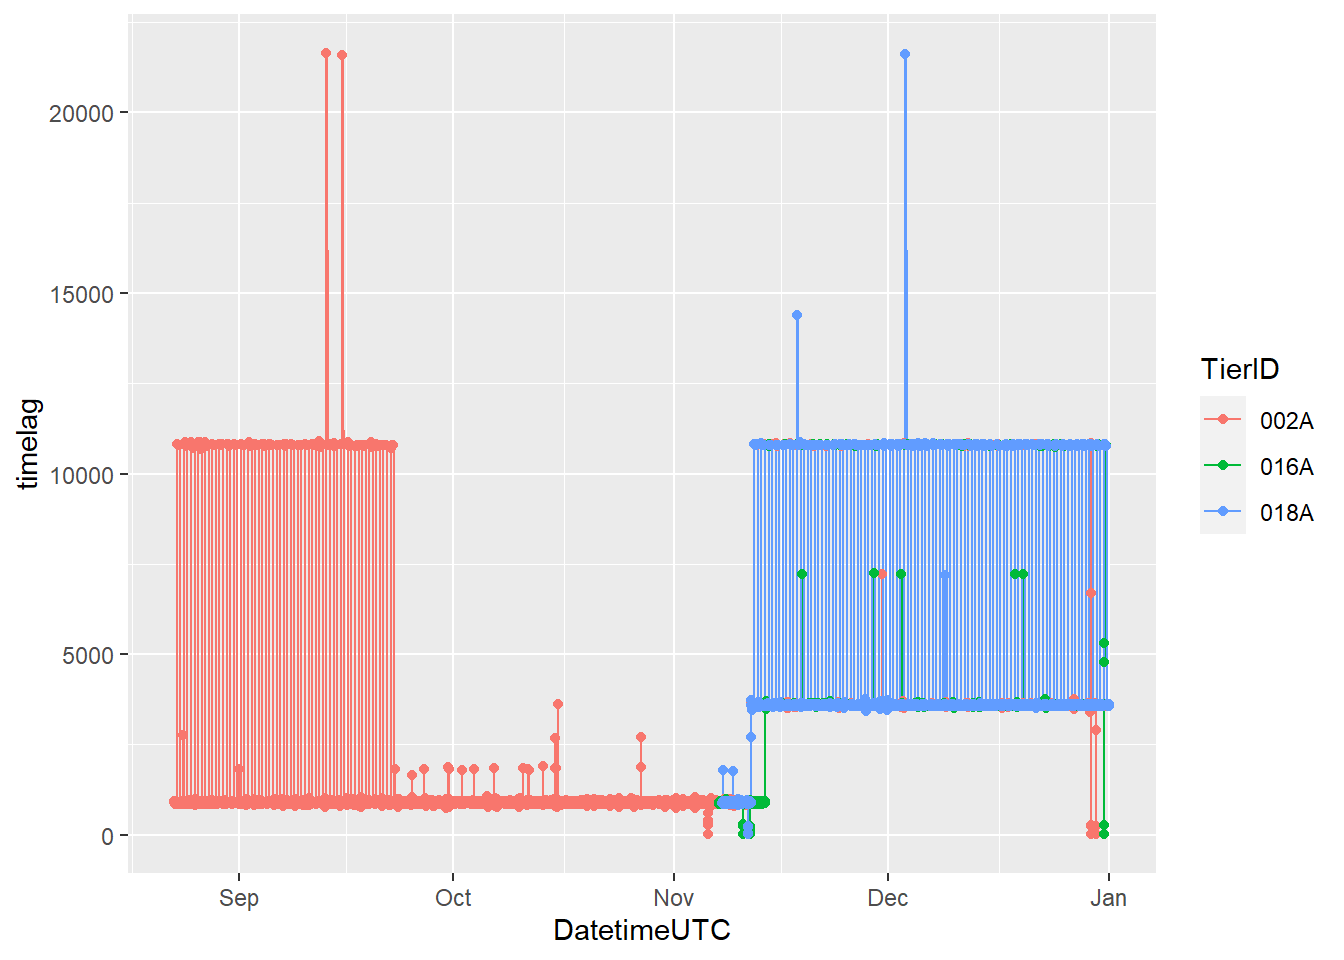 20000
15000
10000
5000
0
timelag
Sep
Oct
Nov
Dec
Jan
DatetimeUTC
TierID
002A
016A
018A